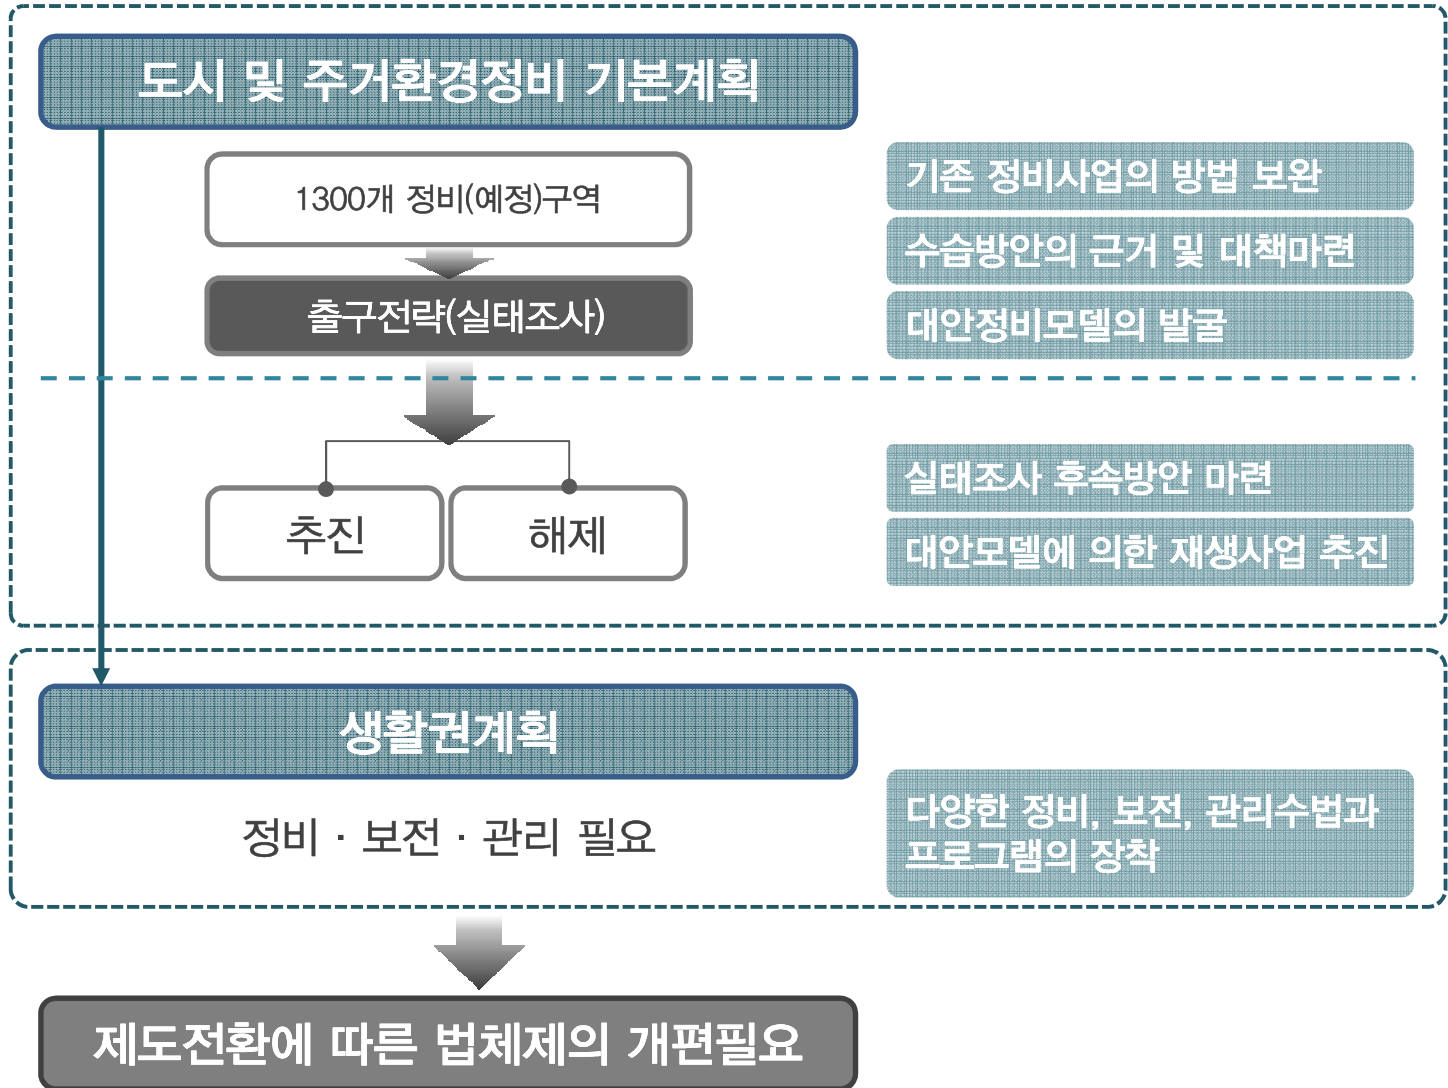 도시 및 주거환경정비 기본계획
1300개 정비(예정)구역
출구전략(실태조사)
기존 정비사업의 방법 보완
수습방안의 근거 및 대책마련
대안정비모델의 발굴
추진
해제
실태조사 후속방안 마련
대안모델에 의한 재생사업 추진
생활권계획
정비 · 보전 · 관리 필요
다양한 정비, 보전, 관리수법과
프로그램의 장착
제도전환에 따른 법체제의 개편필요